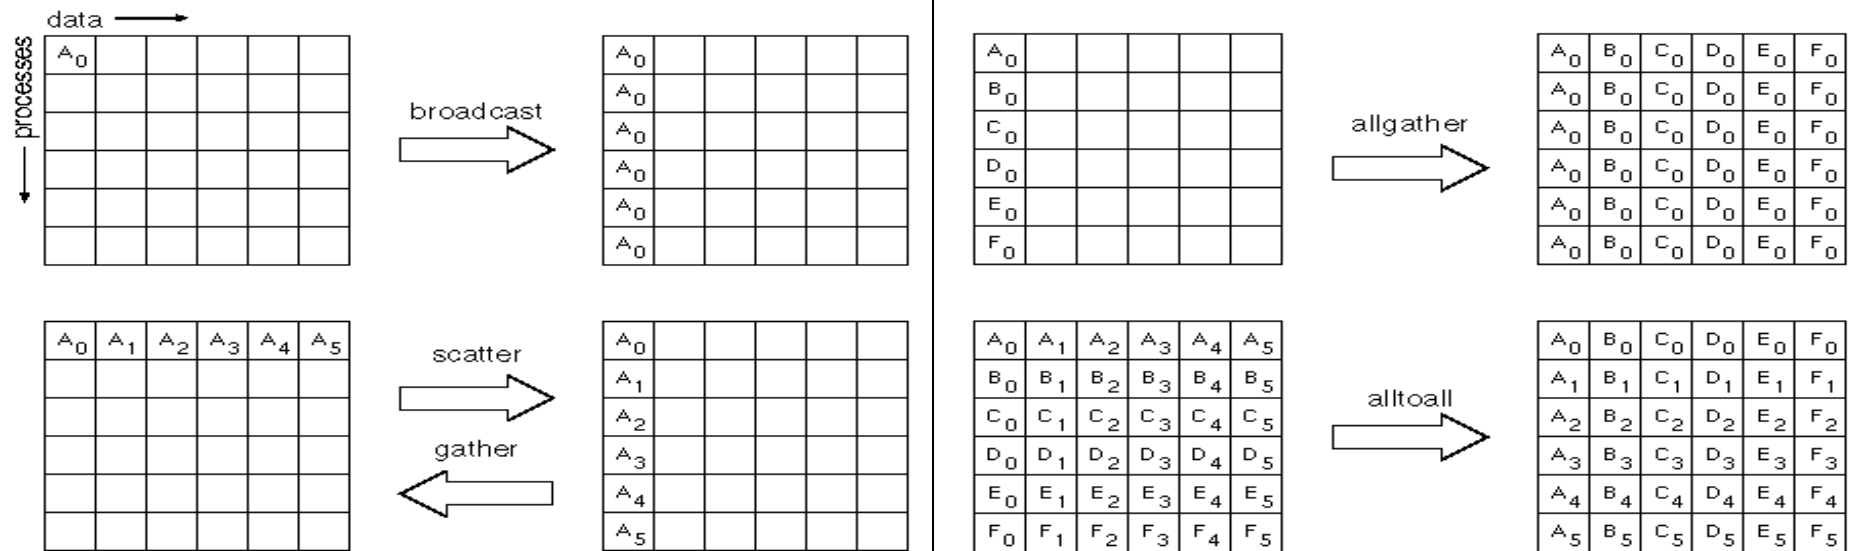 data
processes
A0
broadcast
A0
A0
A0
A0
A0
A0
A0 A1 A2 A3 A4 A5
scatter
gather
A0
A1
A2
A3
A4
A5
A0
B0
C0
D0
E0
F0
allgather
A0 B0 C0 D0 E0 F0
A0 B0 C0 D0 E0 F0
A0 B0 C0 D0 E0 F0
A0 B0 C0 D0 E0 F0
A0 B0 C0 D0 E0 F0
A0 B0 C0 D0 E0 F0
A0 A1 A2 A3 A4 A5
B0 B1 B2 B3 B4 B5
C0 C1 C2 C3 C4 C5
D0 D1 D2 D3 D4 D5
E0 E1 E2 E3 E4 E5
F0 F1 F2 F3 F4 F5
alltoall
A0 B0 C0 D0 E0 F0
A1 B1 C1 D1 E1 F1
A2 B2 C2 D2 E2 F2
A3 B3 C3 D3 E3 F3
A4 B4 C4 D4 E4 F4
A5 B5 C5 D5 E5 F5